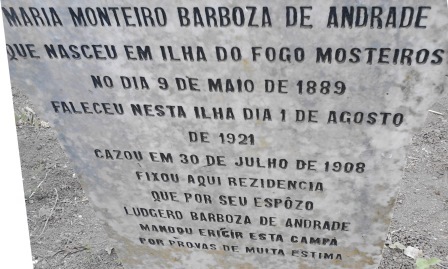 MARIA MONTEIRO BARBOZA DE ANDRADE
QUE NASCEU EM ILHA DO FOGO MOSTEIROS
NO DIA 9 DE MAIO DE 1889
FALECEU NESTA ILHA DIA 1 DE AGOSTO
DE 1921
CAZOU EM 30 DE JULHO DE 1908
FIXOU AQUI REZIDENCIA
QUE POR SEU ESPÔZO
LUDGERO BARBOZA DE ANDRADE
MANDOU ERIGIR ESTA CAMPA
POR PROVAS DE MUITA ESTIMA